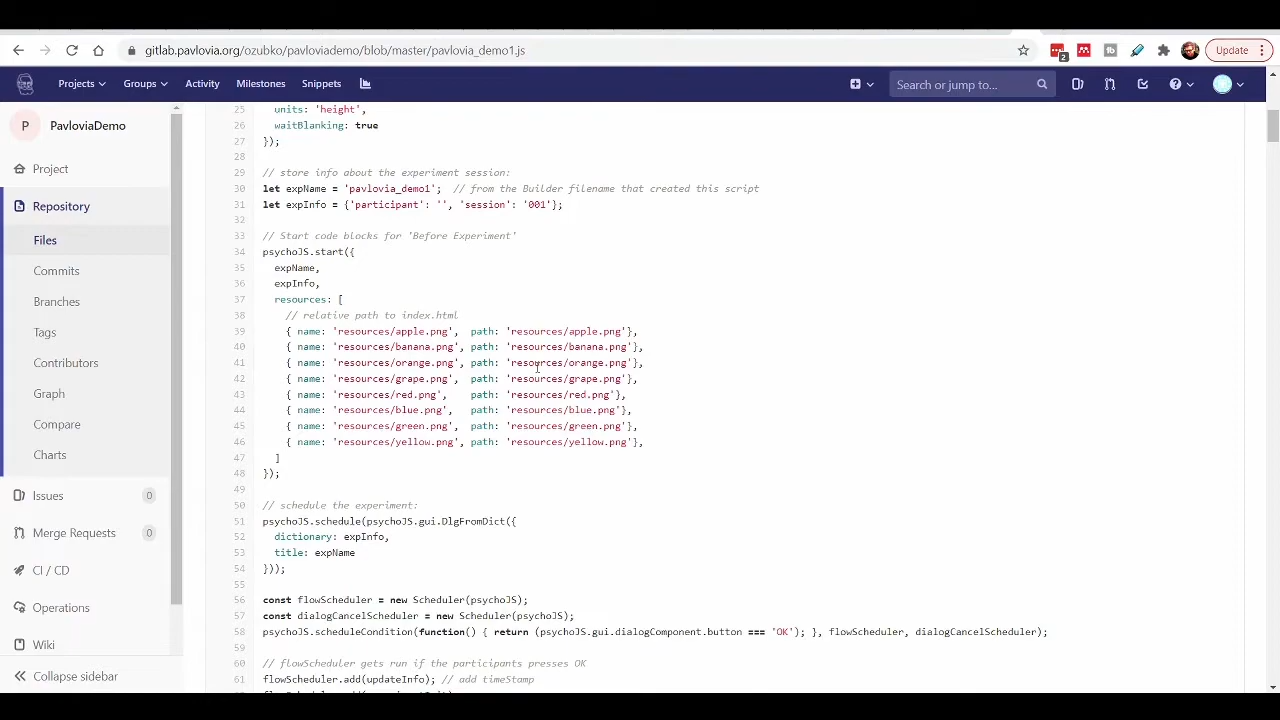 gitlab.pavlovia.org/ozubko/pavloviademo/blob/master/pavlovia_demo1.js
2
Update
Projects
Groups
Activity
Milestones
Snippets
Search or jump to...
P
PavloviaDemo
Project
Repository
Files
Commits
Branches
Tags
Contributors
Graph
Compare
Charts
Issues 0
Merge Requests 0
CI / CD
Operations
Wiki
Collapse sidebar
25 units: 'height',
26 waitBlanking: true
27 });
28
29 // store info about the experiment session:
30 let expName = 'pavlovia_demo1'; // from the Builder filename that created this script
31 let expInfo = {'participant': '', 'session': '001'};
32
33 // Start code blocks for 'Before Experiment'
34 psychoJS.start({
35 expName,
36 expInfo,
37 resources: [
38 // relative path to index.html
39 { name: 'resources/apple.png', path: 'resources/apple.png'},
40 { name: 'resources/banana.png', path: 'resources/banana.png'},
41 { name: 'resources/orange.png', path: 'resources/orange.png'},
42 { name: 'resources/grape.png', path: 'resources/grape.png'},
43 { name: 'resources/red.png', path: 'resources/red.png'},
44 { name: 'resources/blue.png', path: 'resources/blue.png'},
45 { name: 'resources/green.png', path: 'resources/green.png'},
46 { name: 'resources/yellow.png', path: 'resources/yellow.png'},
47 ]
48 });
49
50 // schedule the experiment:
51 psychoJS.schedule(psychoJS.gui.DlgFromDict({
52 dictionary: expInfo,
53 title: expName
54 }));
55
56 const flowScheduler = new Scheduler(psychoJS);
57 const dialogCancelScheduler = new Scheduler(psychoJS);
58 psychoJS.scheduleCondition(function() { return (psychoJS.gui.dialogComponent.button === 'OK'); }, flowScheduler, dialogCancelScheduler);
59
60 // flowScheduler gets run if the participants presses OK
61 flowScheduler.add(updateInfo); // add timeStamp